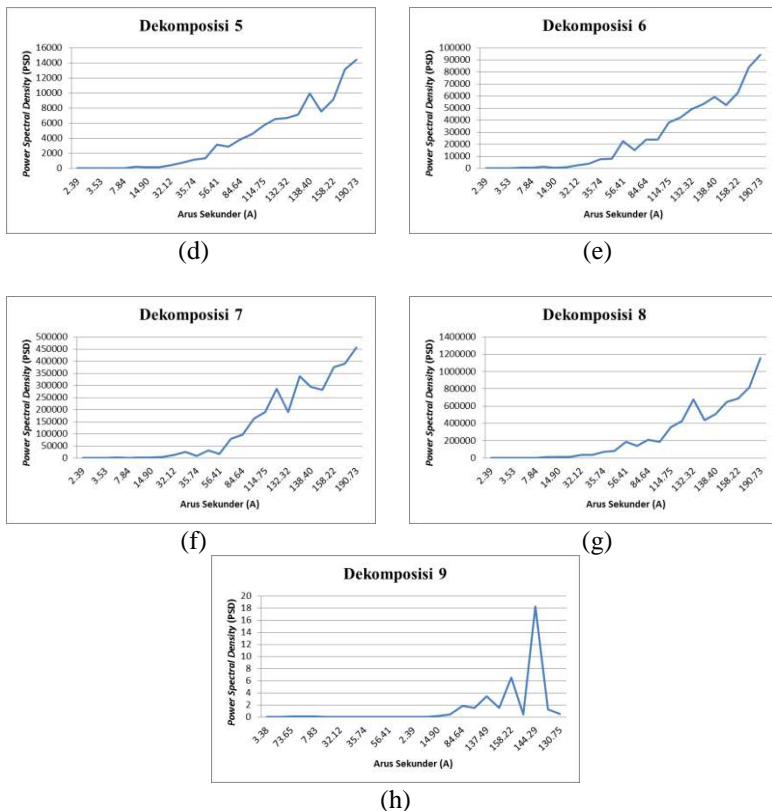 Dekomposisi 5
Power Spectral Density (PSD)
16000
14000
12000
10000
8000
6000
4000
2000
0
2.39 3.53 7.84 14.90 32.12 35.74 56.41 84.64 114.75 132.32 138.40 158.22 190.73
Arus Sekunder (A)
(d)
Dekomposisi 6
Power Spectral Density (PSD)
100000
90000
80000
70000
60000
50000
40000
30000
20000
10000
0
2.39 3.53 7.84 14.90 32.12 35.74 56.41 84.64 114.75 132.32 138.40 158.22 190.73
Arus Sekunder (A)
(e)
Dekomposisi 7
Power Spectral Density (PSD)
500000
450000
400000
350000
300000
250000
200000
150000
100000
50000
0
2.39 3.53 7.84 14.90 32.12 35.74 56.41 84.64 114.75 132.32 138.40 158.22 190.73
Arus Sekunder (A)
(f)
Dekomposisi 8
Power Spectral Density (PSD)
1400000
1200000
1000000
800000
600000
400000
200000
0
2.39 3.53 7.84 14.90 32.12 35.74 56.41 84.64 114.75 132.32 138.40 158.22 190.73
Arus Sekunder (A)
(g)
Dekomposisi 9
Power Spectral Density (PSD)
20
18
16
14
12
10
8
6
4
2
0
3.38 73.65 7.83 32.12 35.74 56.41 2.39 14.90 84.64 137.49 158.22 144.29 130.75
Arus Sekunder (A)
(h)